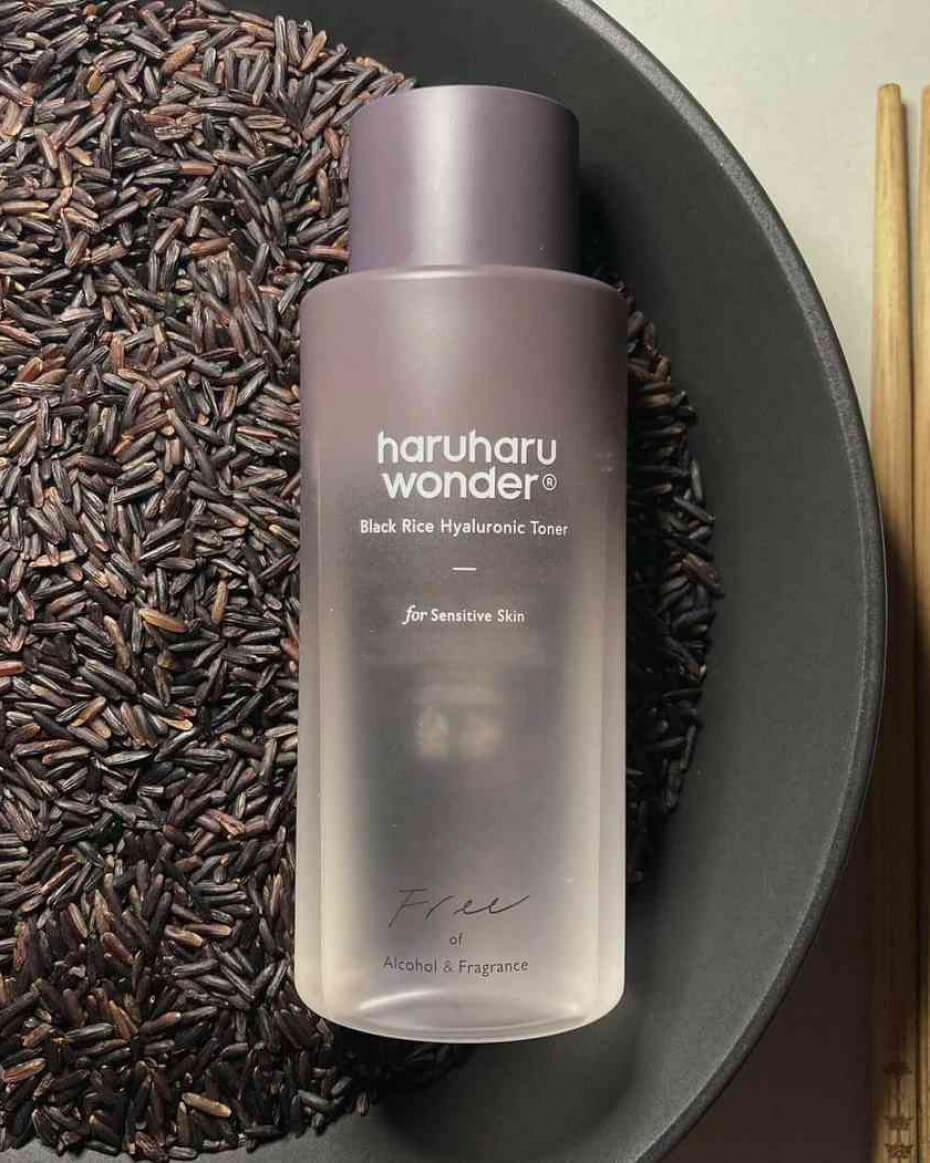 haruharu
wonder®
Black Rice Hyaluronic Toner
—
for Sensitive Skin
Free
of
Alcohol & Fragrance